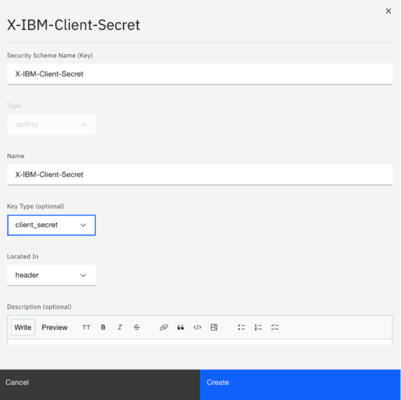 X-IBM-Client-Secret
Security Scheme Name (Key)
X-IBM-Client-Secret
Type
apiKey
Name
X-IBM-Client-Secret
Key Type (optional)
client_secret
Located In
header
Description (optional)
Write Preview TT B I S
Cancel Create